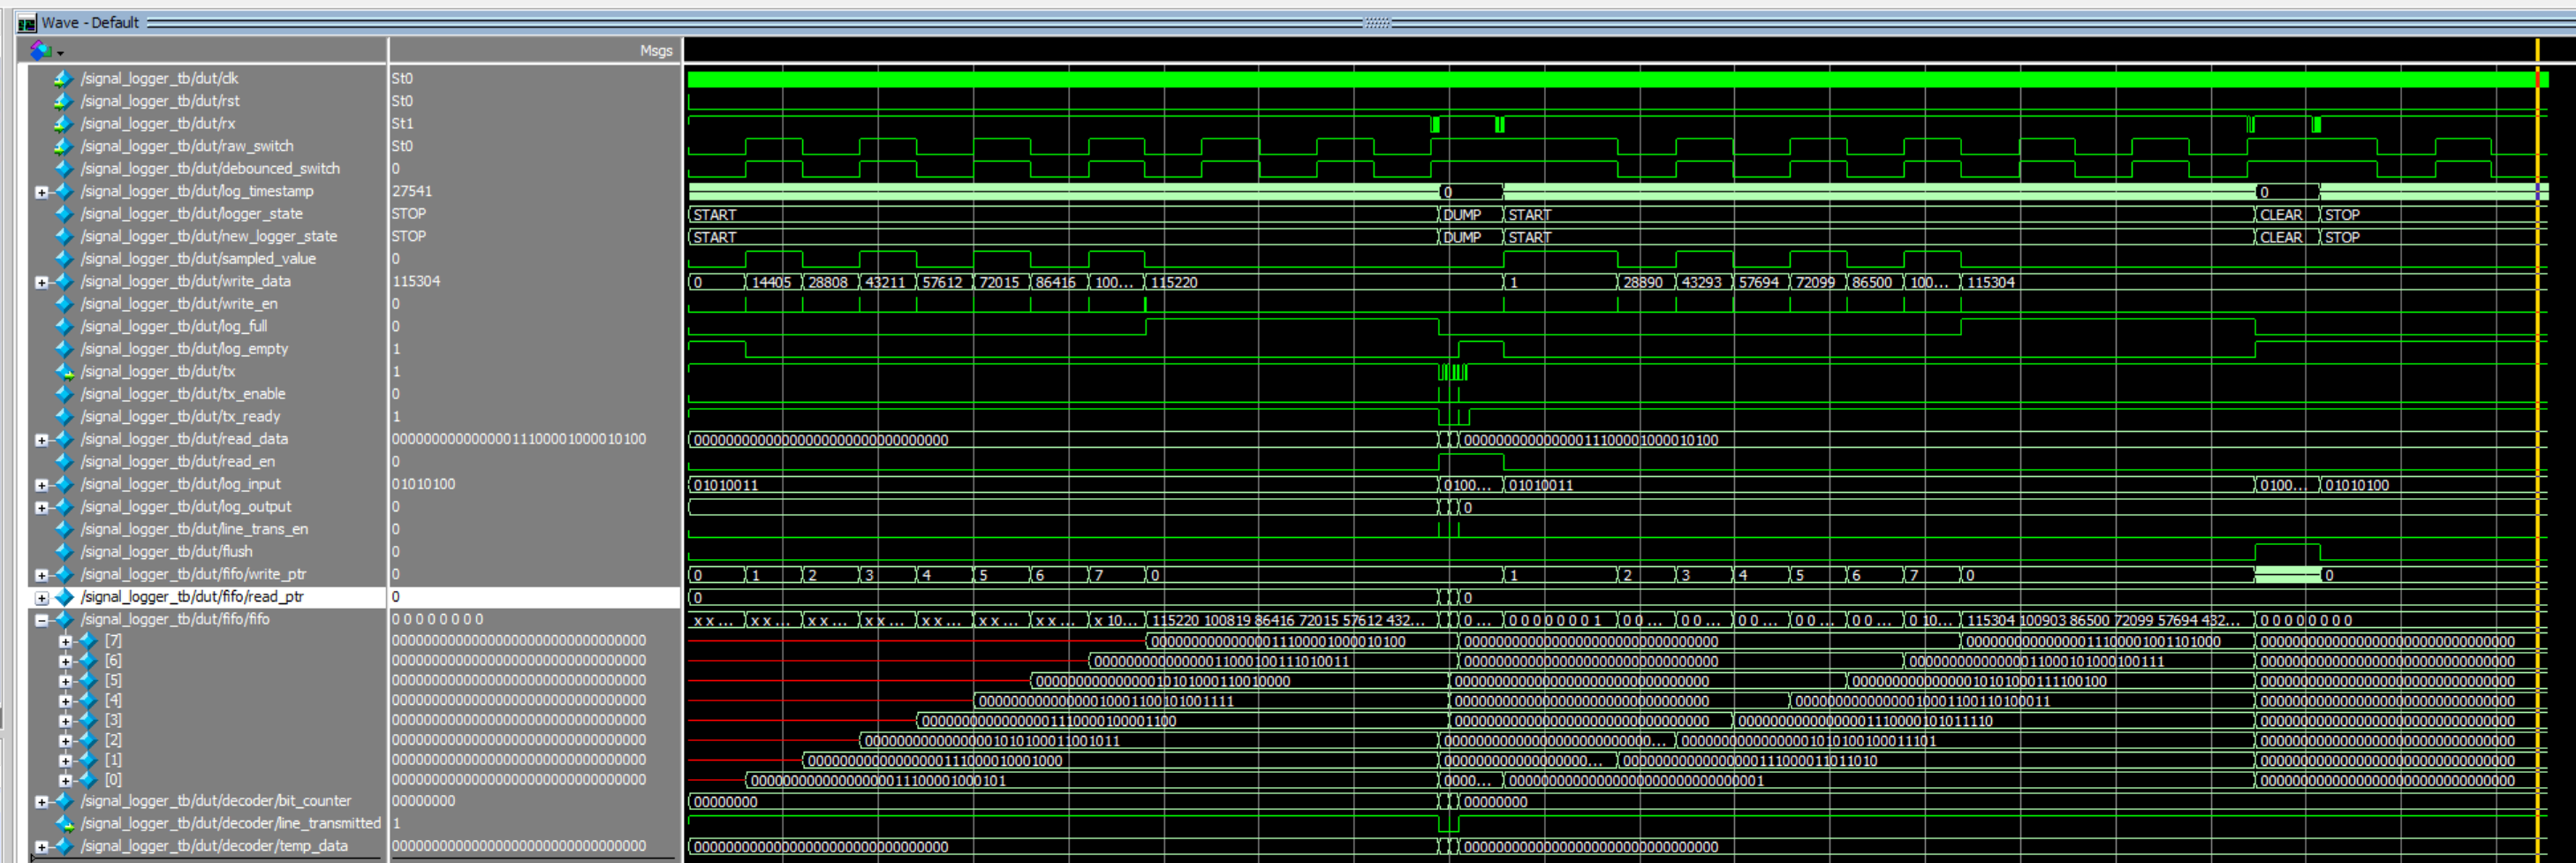 Wave - Default
Msgs
/signal_logger_tb/dut/clk St0
/signal_logger_tb/dut/rst St0
/signal_logger_tb/dut/rx St1
/signal_logger_tb/dut/raw_switch St0
/signal_logger_tb/dut/debounced_switch 0
/signal_logger_tb/dut/log_timestamp 27541 0 0
/signal_logger_tb/dut/logger_state STOP START DUMP START CLEAR STOP
/signal_logger_tb/dut/new_logger_state STOP START DUMP START CLEAR STOP
/signal_logger_tb/dut/sampled_value 0
/signal_logger_tb/dut/write_data 115304 0 14405 28808 43211 57612 72015 86416 100... 115220 1 28890 43293 57694 72099 86500 100... 115304
/signal_logger_tb/dut/write_en 0
/signal_logger_tb/dut/log_full 0
/signal_logger_tb/dut/log_empty 1
/signal_logger_tb/dut/tx 1
/signal_logger_tb/dut/tx_enable 0
/signal_logger_tb/dut/tx_ready 1
/signal_logger_tb/dut/read_data 00000000000000011100001000010100 00000000000000000000000000000000 00000000000000011100001000010100
/signal_logger_tb/dut/read_en 0
/signal_logger_tb/dut/log_input 01010100 01010011 0100... 01010011 0100... 01010100
/signal_logger_tb/dut/log_output 0 0
/signal_logger_tb/dut/line_trans_en 0
/signal_logger_tb/dut/flush 0
/signal_logger_tb/dut/fifo/write_ptr 0 0 1 2 3 4 5 6 7 0 1 2 3 4 5 6 7 0 0
/signal_logger_tb/dut/fifo/read_ptr 0 0 0
/signal_logger_tb/dut/fifo/fifo 0 0 0 0 0 0 0 0 x x ... x x ... x x ... x x ... x x ... x x ... x x ... x 10... 115220 100819 86416 72015 57612 432... 0 ... 0 0 0 0 0 0 0 1 0 0 ... 0 0 ... 0 0 ... 0 0 ... 0 0 ... 0 10... 115304 100903 86500 72099 57694 432... 0 0 0 0 0 0 0 0
[7] 00000000000000000000000000000000 00000000000000011100001000010100 00000000000000000000000000000000 00000000000000011100001001101000 00000000000000000000000000000000
[6] 00000000000000000000000000000000 00000000000000011000100111010011 00000000000000000000000000000000 00000000000000011000101000100111 00000000000000000000000000000000
[5] 00000000000000000000000000000000 00000000000000010101000110010000 00000000000000000000000000000000 00000000000000010101000111100100 00000000000000000000000000000000
[4] 00000000000000000000000000000000 00000000000000010001100101001111 00000000000000000000000000000000 00000000000000010001100110100011 00000000000000000000000000000000
[3] 00000000000000000000000000000000 00000000000000001110000100001100 00000000000000000000000000000000 00000000000000001110000101011110 00000000000000000000000000000000
[2] 00000000000000000000000000000000 00000000000000001010100011001011 00000000000000000000000000... 00000000000000001010100100011101 00000000000000000000000000000000
[1] 00000000000000000000000000000000 00000000000000000111000010001000 000000000000000000... 00000000000000000111000011011010 00000000000000000000000000000000
[0] 00000000000000000000000000000000 00000000000000000011100001000101 0000... 00000000000000000000000000000001 00000000000000000000000000000000
/signal_logger_tb/dut/decoder/bit_counter 00000000 00000000 00000000
/signal_logger_tb/dut/decoder/line_transmitted 1
/signal_logger_tb/dut/decoder/temp_data 00000000000000000000000000000000 00000000000000000000000000000000 00000000000000000000000000000000